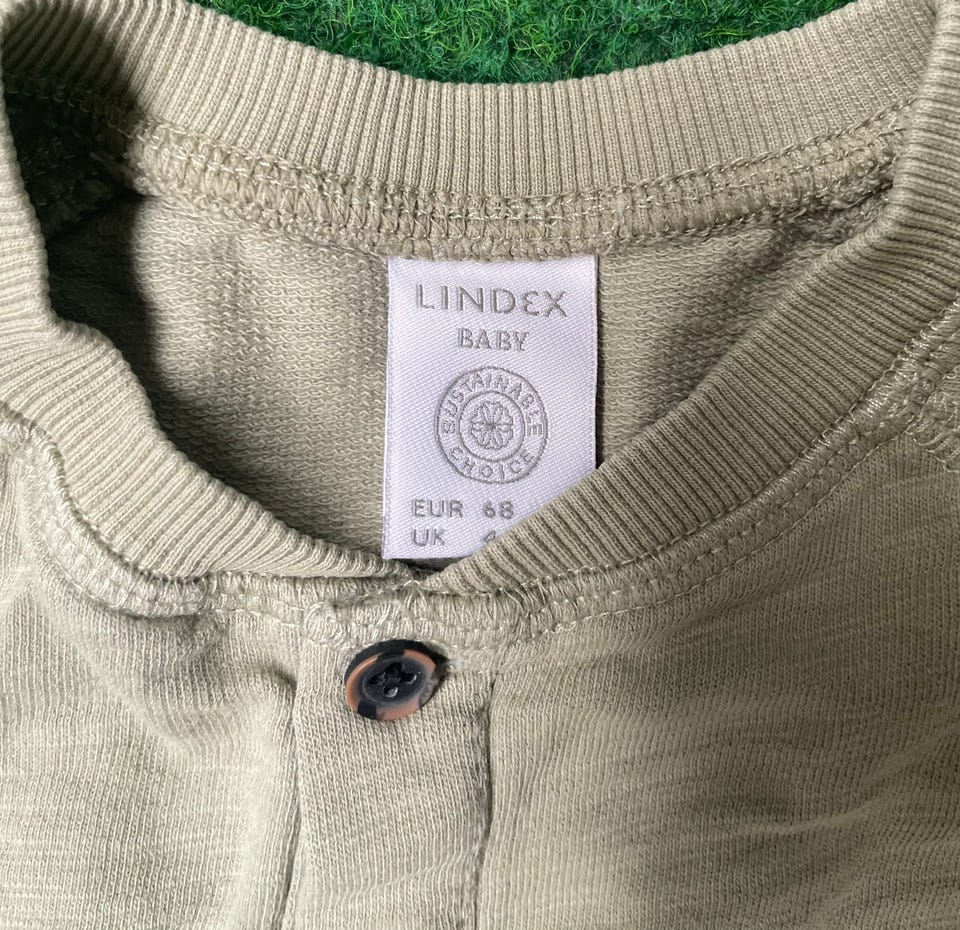 LINDEX
BABY
SUSTAINABLE
CHOICE
EUR 68
UK